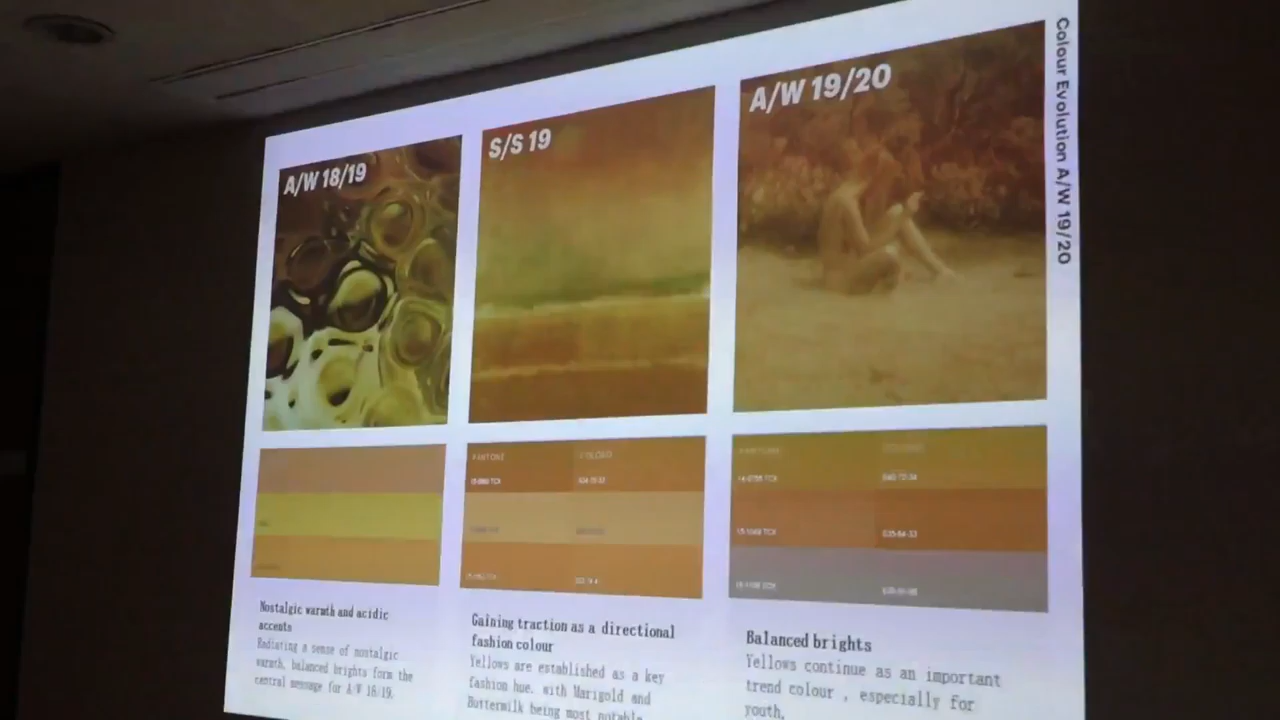 Colour Evolution A/W 19/20
A/W 18/19
S/S 19
A/W 19/20
PANTONE
COLORO
Nostalgic warmth and acidic
accents
Radiating a sense of nostalgic
warmth, balanced brights form the
central message for A/W 18/19.
Gaining traction as a directional
fashion colour
Yellows are established as a key
fashion hue, with Marigold and
Buttermilk being most notable
Balanced brights
Yellows continue as an important
trend colour , especially for
youth,